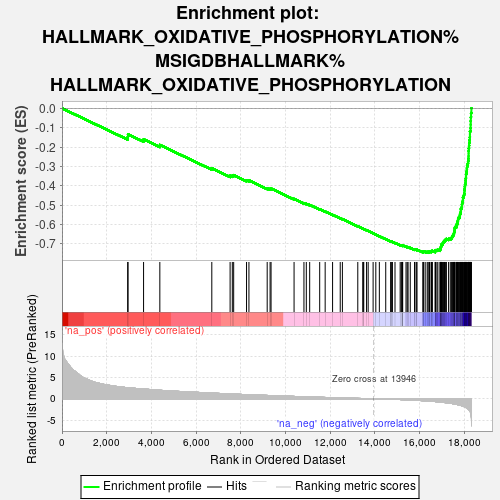 Enrichment plot:
HALLMARK_OXIDATIVE_PHOSPHORYLATION%
MSIGDBHALLMARK%
HALLMARK_OXIDATIVE_PHOSPHORYLATION
Enrichment score (ES)
0.0
-0.1
-0.2
-0.3
-0.4
-0.5
-0.6
-0.7
'na_pos' (positively correlated)
Ranked list metric (PreRanked)
15
10
5
0
-5
Zero cross at 13946
'na_neg' (negatively correlated)
0 2,000 4,000 6,000 8,000 10,000 12,000 14,000 16,000 18,000
Rank in Ordered Dataset
Enrichment profile Hits Ranking metric scores